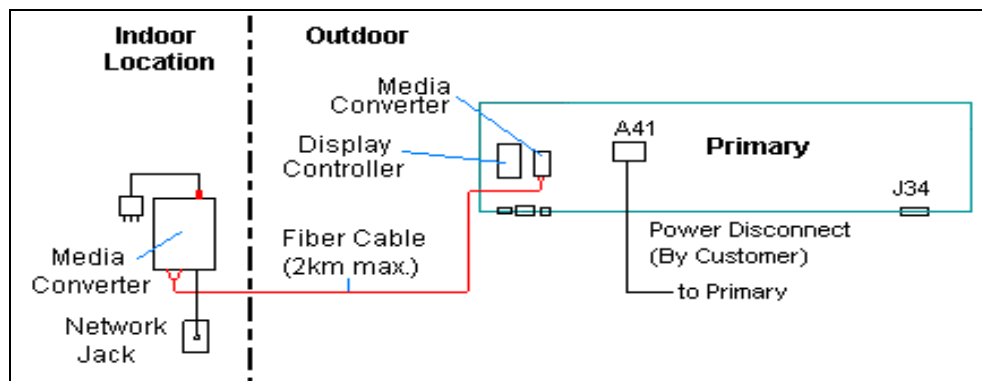 Indoor
Location
Outdoor
Media
Converter
Display
Controller
A41
Primary
J34
Media
Converter
Fiber Cable
(2km max.)
Power Disconnect
(By Customer)
to Primary
Network
Jack